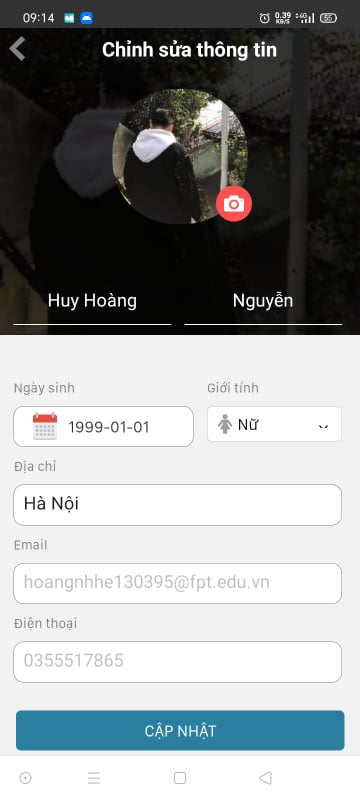 09:14 0.39 KB/S 4G 55
Chỉnh sửa thông tin
Huy Hoàng Nguyễn
Ngày sinh Giới tính
1999-01-01 Nữ
Địa chỉ
Hà Nội
Email
hoangnhhe130395@fpt.edu.vn
Điện thoại
0355517865
CẬP NHẬT